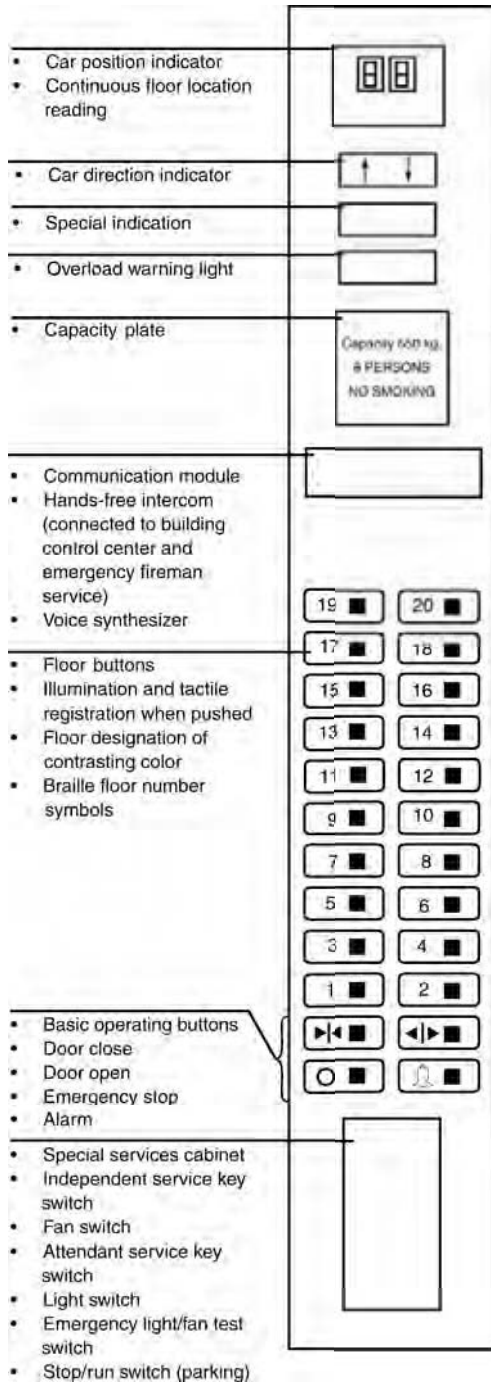 • Car position indicator
• Continuous floor location
reading
88
• Car direction indicator
• Special indication
• Overload warning light
• Capacity plate
Capacity 650 kg.
8 PERSONS
NO SMOKING
• Communication module
• Hands-free intercom
(connected to building
control center and
emergency fireman
service)
• Voice synthesizer
• Floor buttons
• Illumination and tactile
registration when pushed
• Floor designation of
contrasting color
• Braille floor number
symbols
19 20
17 18
15 16
13 14
11 12
9 10
7 8
5 6
3 4
1 2
• Basic operating buttons
• Door close
• Door open
• Emergency stop
• Alarm
• Special services cabinet
• Independent service key
switch
• Fan switch
• Attendant service key
switch
• Light switch
• Emergency light/fan test
switch
• Stop/run switch (parking)